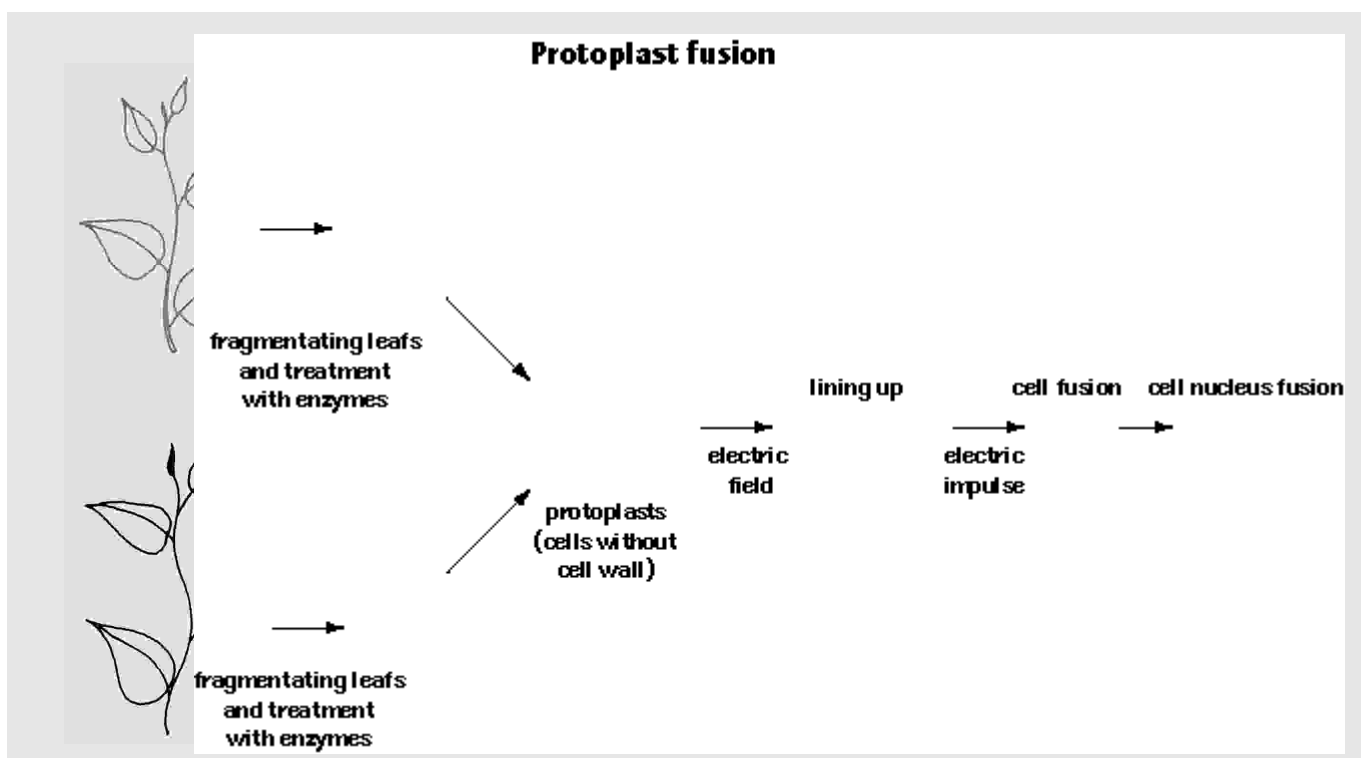 Protoplast fusion
fragmentating leafs
and treatment
with enzymes
protoplasts
(cells without
cell wall)
electric
field
lining up
electric
impulse
cell fusion
cell nucleus fusion
fragmentating leafs
and treatment
with enzymes